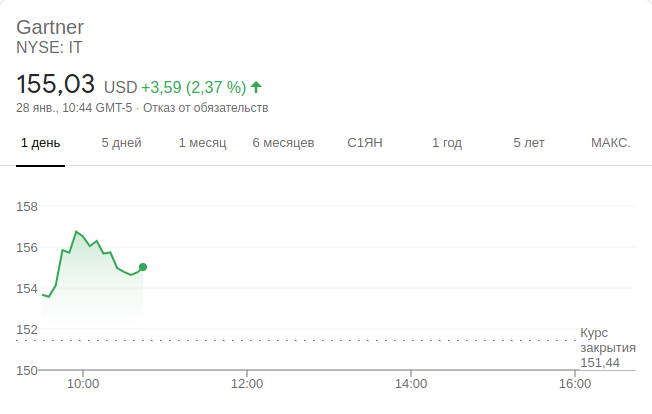 Gartner
NYSE: IT
155,03 USD +3,59 (2,37 %)
28 янв., 10:44 GMT-5 · Отказ от обязательств
1 день 5 дней 1 месяц 6 месяцев С1ЯН 1 год 5 лет МАКС.
158
156
154
152
Курс
закрытия
151,44
150
10:00 12:00 14:00 16:00